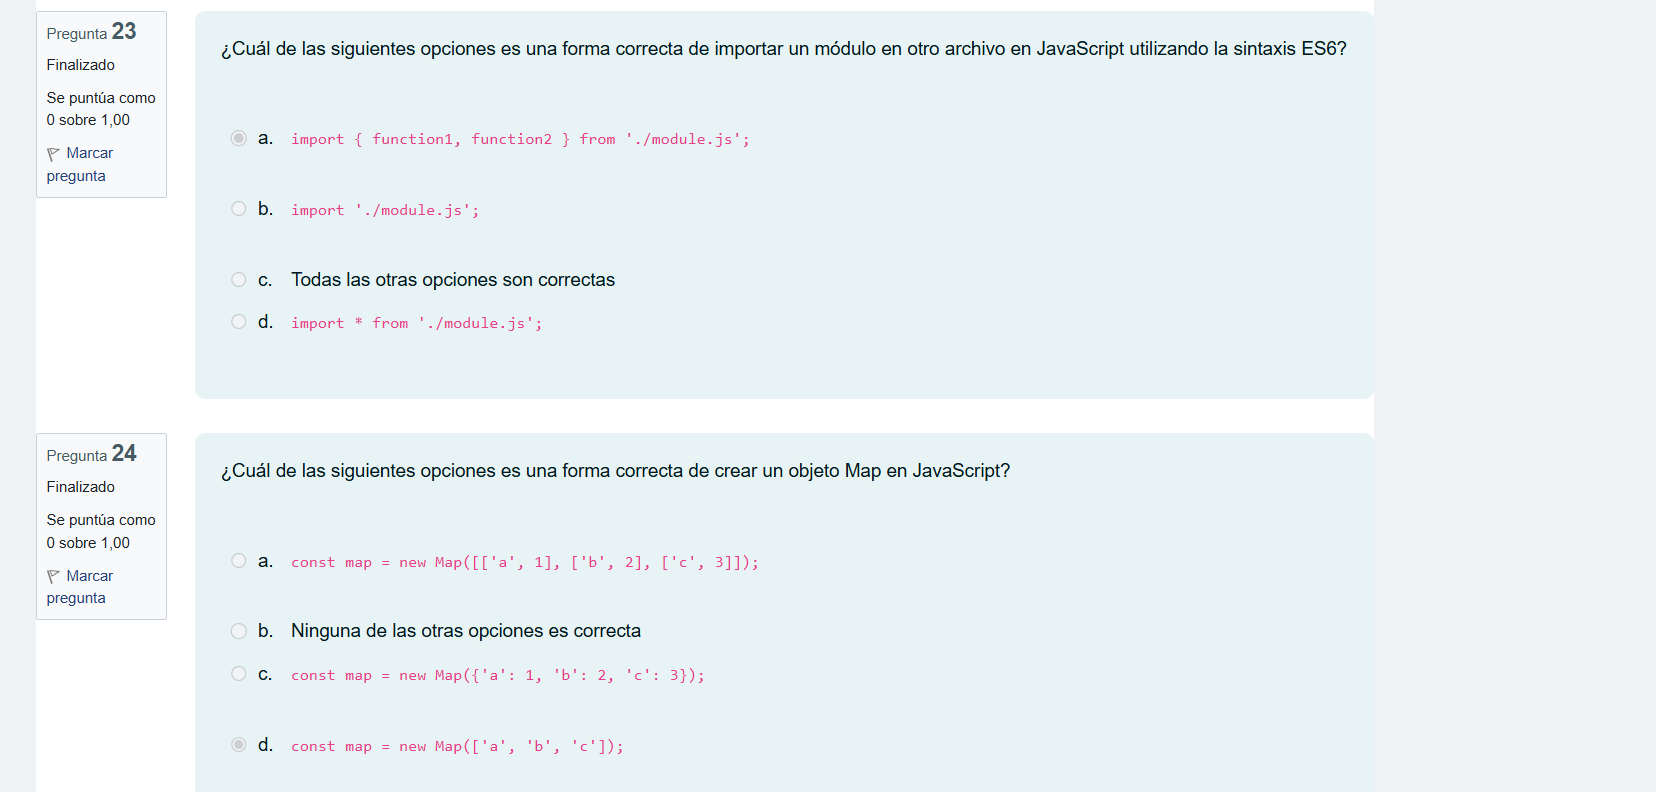 Pregunta 23
Finalizado
Se puntúa como
0 sobre 1,00
Marcar
pregunta
¿Cuál de las siguientes opciones es una forma correcta de importar un módulo en otro archivo en JavaScript utilizando la sintaxis ES6?
a. import { function1, function2 } from './module.js';
b. import './module.js';
c. Todas las otras opciones son correctas
d. import * from './module.js';
Pregunta 24
Finalizado
Se puntúa como
0 sobre 1,00
Marcar
pregunta
¿Cuál de las siguientes opciones es una forma correcta de crear un objeto Map en JavaScript?
a. const map = new Map([['a', 1], ['b', 2], ['c', 3]]);
b. Ninguna de las otras opciones es correcta
c. const map = new Map({'a': 1, 'b': 2, 'c': 3});
d. const map = new Map(['a', 'b', 'c']);